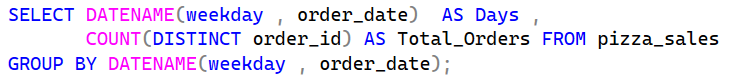 SELECT DATENAME(weekday , order_date)  AS Days ,
COUNT(DISTINCT order_id) AS Total_Orders FROM pizza_sales
GROUP BY DATENAME(weekday , order_date);